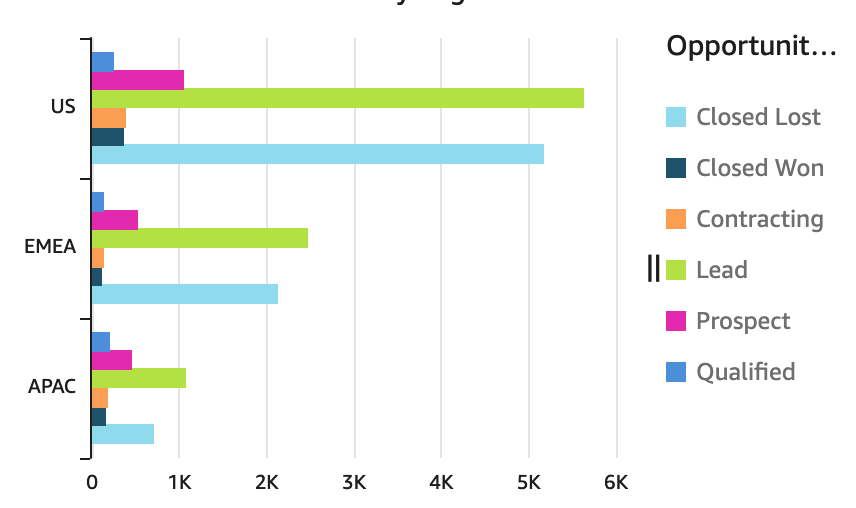 Opportunit...
US
EMEA
APAC
0 1K 2K 3K 4K 5K 6K
Closed Lost
Closed Won
Contracting
Lead
Prospect
Qualified